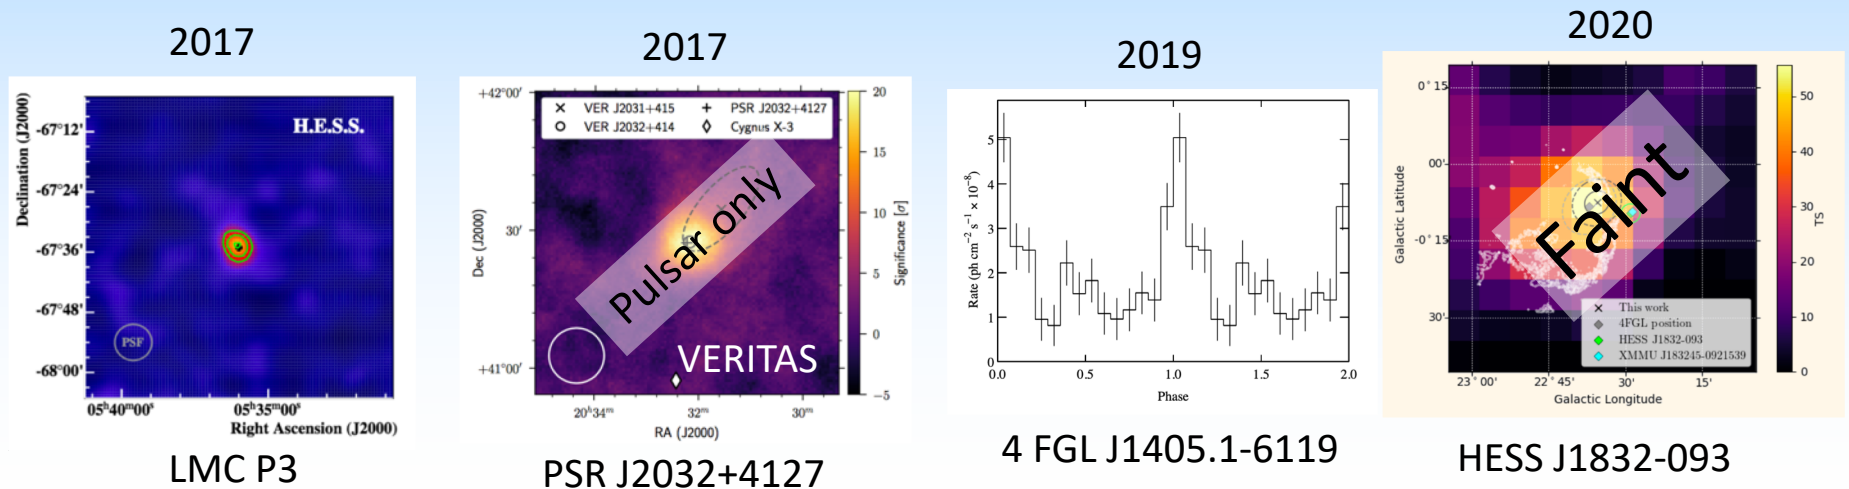 2017
H.E.S.S.
Declination (J2000)
-67°12'
-67°24'
-67°36'
-67°48'
-68°00'
PSF
05ʰ40ᵐ00ˢ
05ʰ35ᵐ00ˢ
Right Ascension (J2000)
LMC P3
2017
× VER J2031+415
○ VER J2032+414
+ PSR J2032+4127
◊ Cygnus X-3
Dec (J2000)
+42°00'
30'
+41°00'
Pulsar only
VERITAS
20ʰ34ᵐ
32ᵐ
30ᵐ
RA (J2000)
20
15
10
5
0
−5
Significance [σ]
PSR J2032+4127
2019
Rate (ph cm⁻² s⁻¹ × 10⁻⁸)
5
4
3
2
1
0
0.0 0.5 1.0 1.5 2.0
Phase
4 FGL J1405.1-6119
2020
Galactic Latitude
0°15'
00'
-0°15'
30'
Faint
× This work
4FGL position
HESS J1832-093
XMMU J183245-0921539
23°00' 22°45' 30' 15'
Galactic Longitude
50
40
30
20
10
0
TS
HESS J1832-093